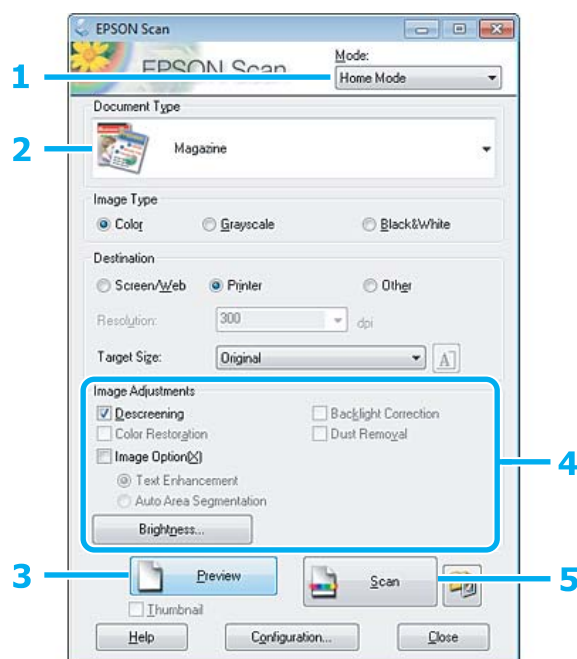 EPSON Scan
EPSON Scan
Mode:
1
Home Mode
Document Type
2
Magazine
Image Type
Color Grayscale Black&White
Destination
Screen/Web Printer Other
Resolution: 300 dpi
Target Size: Original A
Image Adjustments
Descreening Backlight Correction
Color Restoration Dust Removal
Image Option(X)
4
Text Enhancement
Auto Area Segmentation
Brightness...
3 Preview Scan 5
Thumbnail
Help Configuration... Close